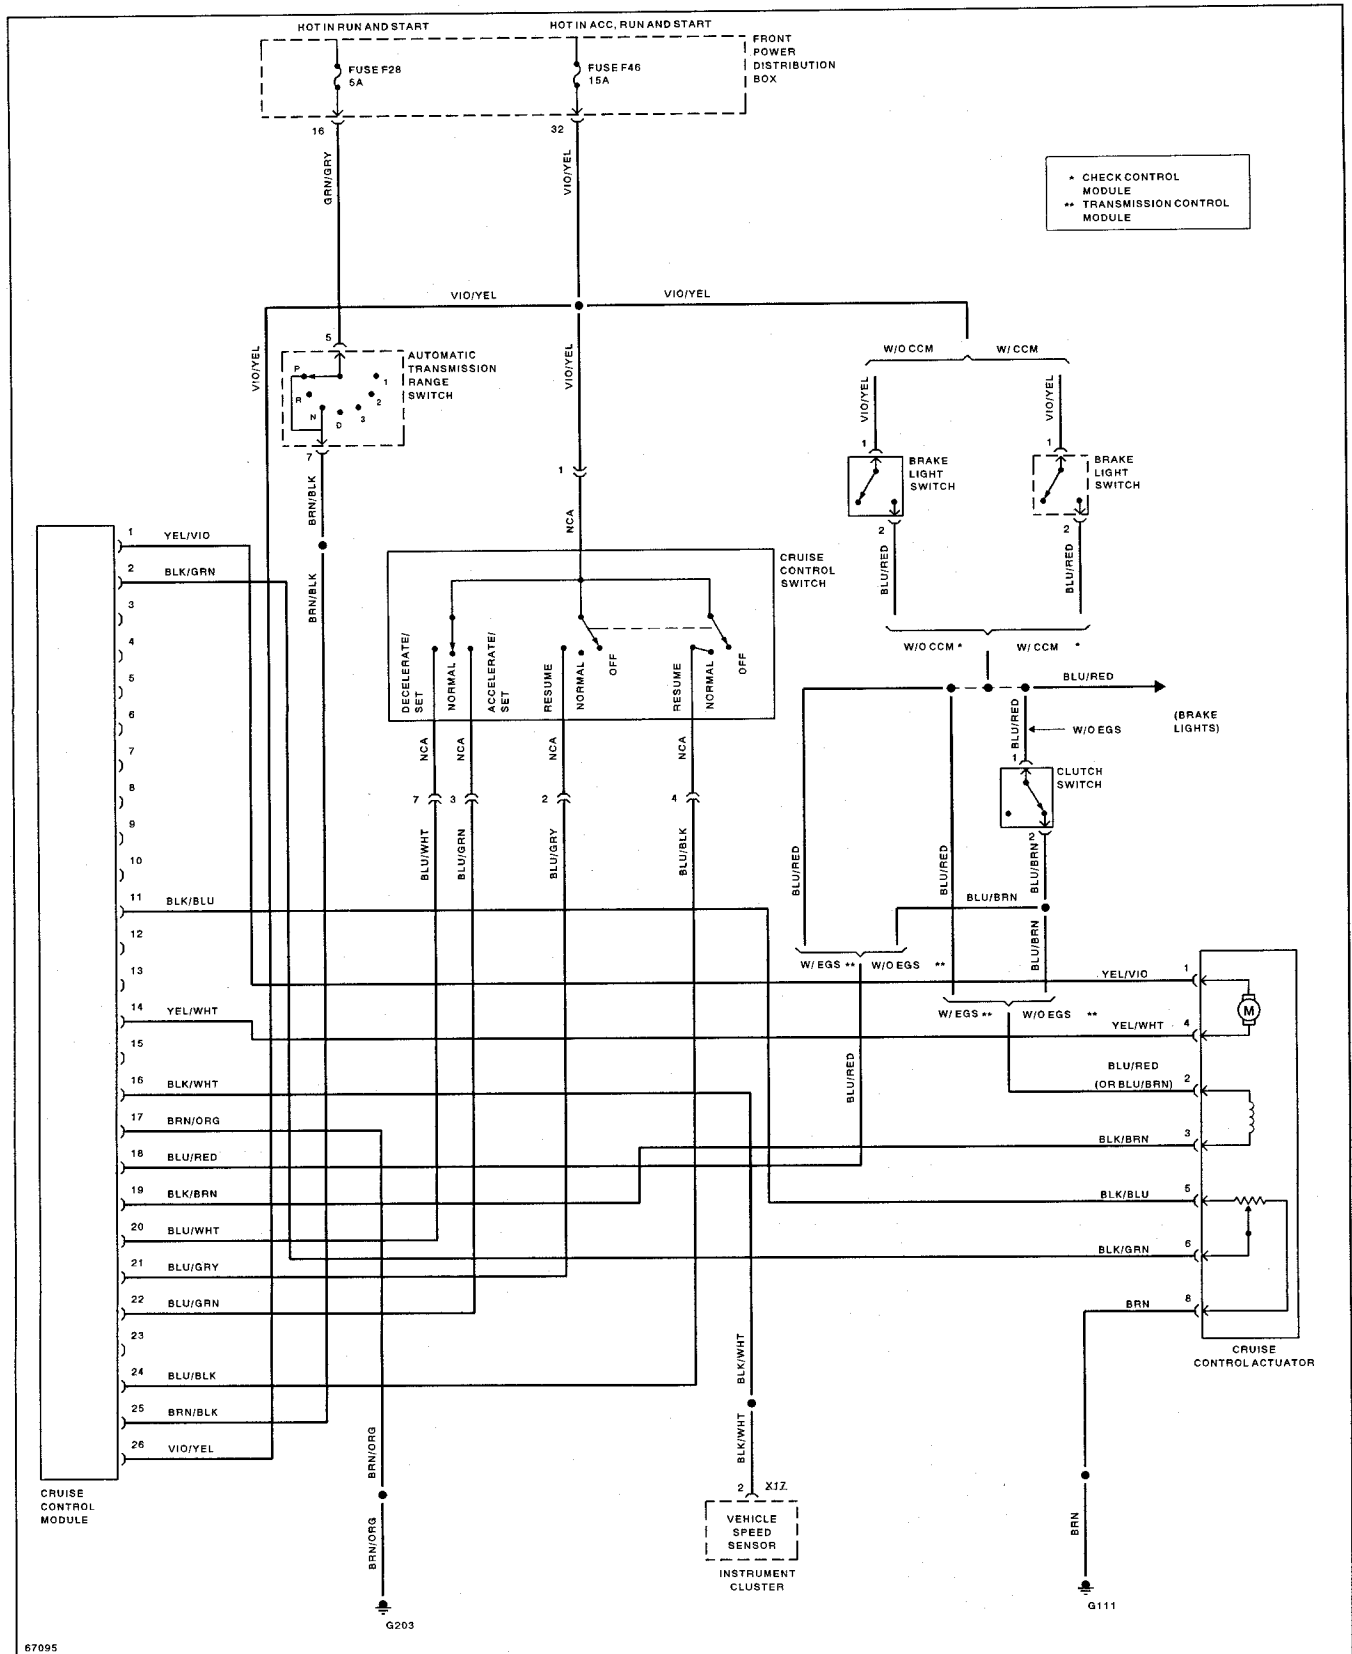 HOT IN RUN AND START
HOT IN ACC, RUN AND START
FRONT
POWER
DISTRIBUTION
BOX
FUSE F28
5A
FUSE F46
15A
16
32
GRN/GRY
VIO/YEL
* CHECK CONTROL
MODULE
** TRANSMISSION CONTROL
MODULE
VIO/YEL
VIO/YEL
VIO/YEL
5
AUTOMATIC
TRANSMISSION
RANGE
SWITCH
P
R
N
D
3
2
1
7
VIO/YEL
W/O CCM
W/ CCM
VIO/YEL
VIO/YEL
1
1
BRAKE
LIGHT
SWITCH
BRAKE
LIGHT
SWITCH
2
2
BLU/RED
BLU/RED
W/O CCM *
W/ CCM *
BRN/BLK
BRN/BLK
1
NCA
CRUISE
CONTROL
SWITCH
DECELERATE/
SET
NORMAL
ACCELERATE/
SET
RESUME
NORMAL
OFF
RESUME
NORMAL
OFF
NCA
NCA
NCA
NCA
7
3
2
4
BLU/WHT
BLU/GRN
BLU/GRY
BLU/BLK
BLU/RED
(BRAKE
LIGHTS)
BLU/RED
W/O EGS
1
CLUTCH
SWITCH
2
BLU/RED
BLU/RED
BLU/BRN
BLU/BRN
BLU/BRN
W/ EGS **
W/O EGS **
W/ EGS **
W/O EGS **
BLU/RED
1 YEL/VIO
2 BLK/GRN
3
4
5
6
7
8
9
10
11 BLK/BLU
12
13
14 YEL/WHT
15
16 BLK/WHT
17 BRN/ORG
18 BLU/RED
19 BLK/BRN
20 BLU/WHT
21 BLU/GRY
22 BLU/GRN
23
24 BLU/BLK
25 BRN/BLK
26 VIO/YEL
CRUISE
CONTROL
MODULE
YEL/VIO 1
M
YEL/WHT 4
BLU/RED
(OR BLU/BRN) 2
BLK/BRN 3
BLK/BLU 5
BLK/GRN 6
BRN 8
CRUISE
CONTROL ACTUATOR
BRN/ORG
BRN/ORG
G203
BLK/WHT
BLK/WHT
2 X17
VEHICLE
SPEED
SENSOR
INSTRUMENT
CLUSTER
BRN
G111
67095